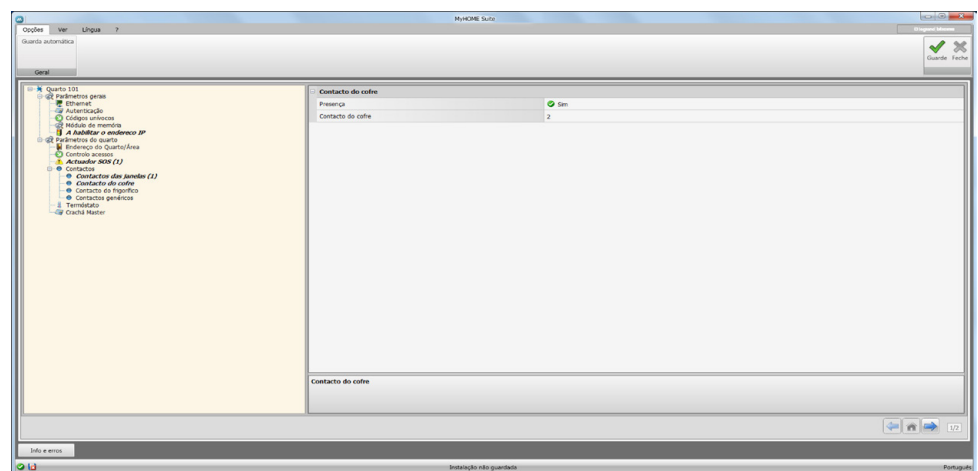 MyHOME Suite
Opções Ver Língua ?
Guarda automática
Guarde Feche
Geral
Quarto 101
Parâmetros gerais
Ethernet
Autenticação
Códigos unívocos
Módulo de memória
A habilitar o endereco IP
Parâmetros do quarto
Endereço do Quarto/Área
Controlo acessos
Actuador SOS (1)
Contactos
Contactos das janelas (1)
Contacto do cofre
Contacto do frigorífico
Contactos genéricos
Termóstato
Crachá Master
Contacto do cofre
Presença Sim
Contacto do cofre 2
Contacto do cofre
1/2
Info e erros
Instalação não guardada
Português